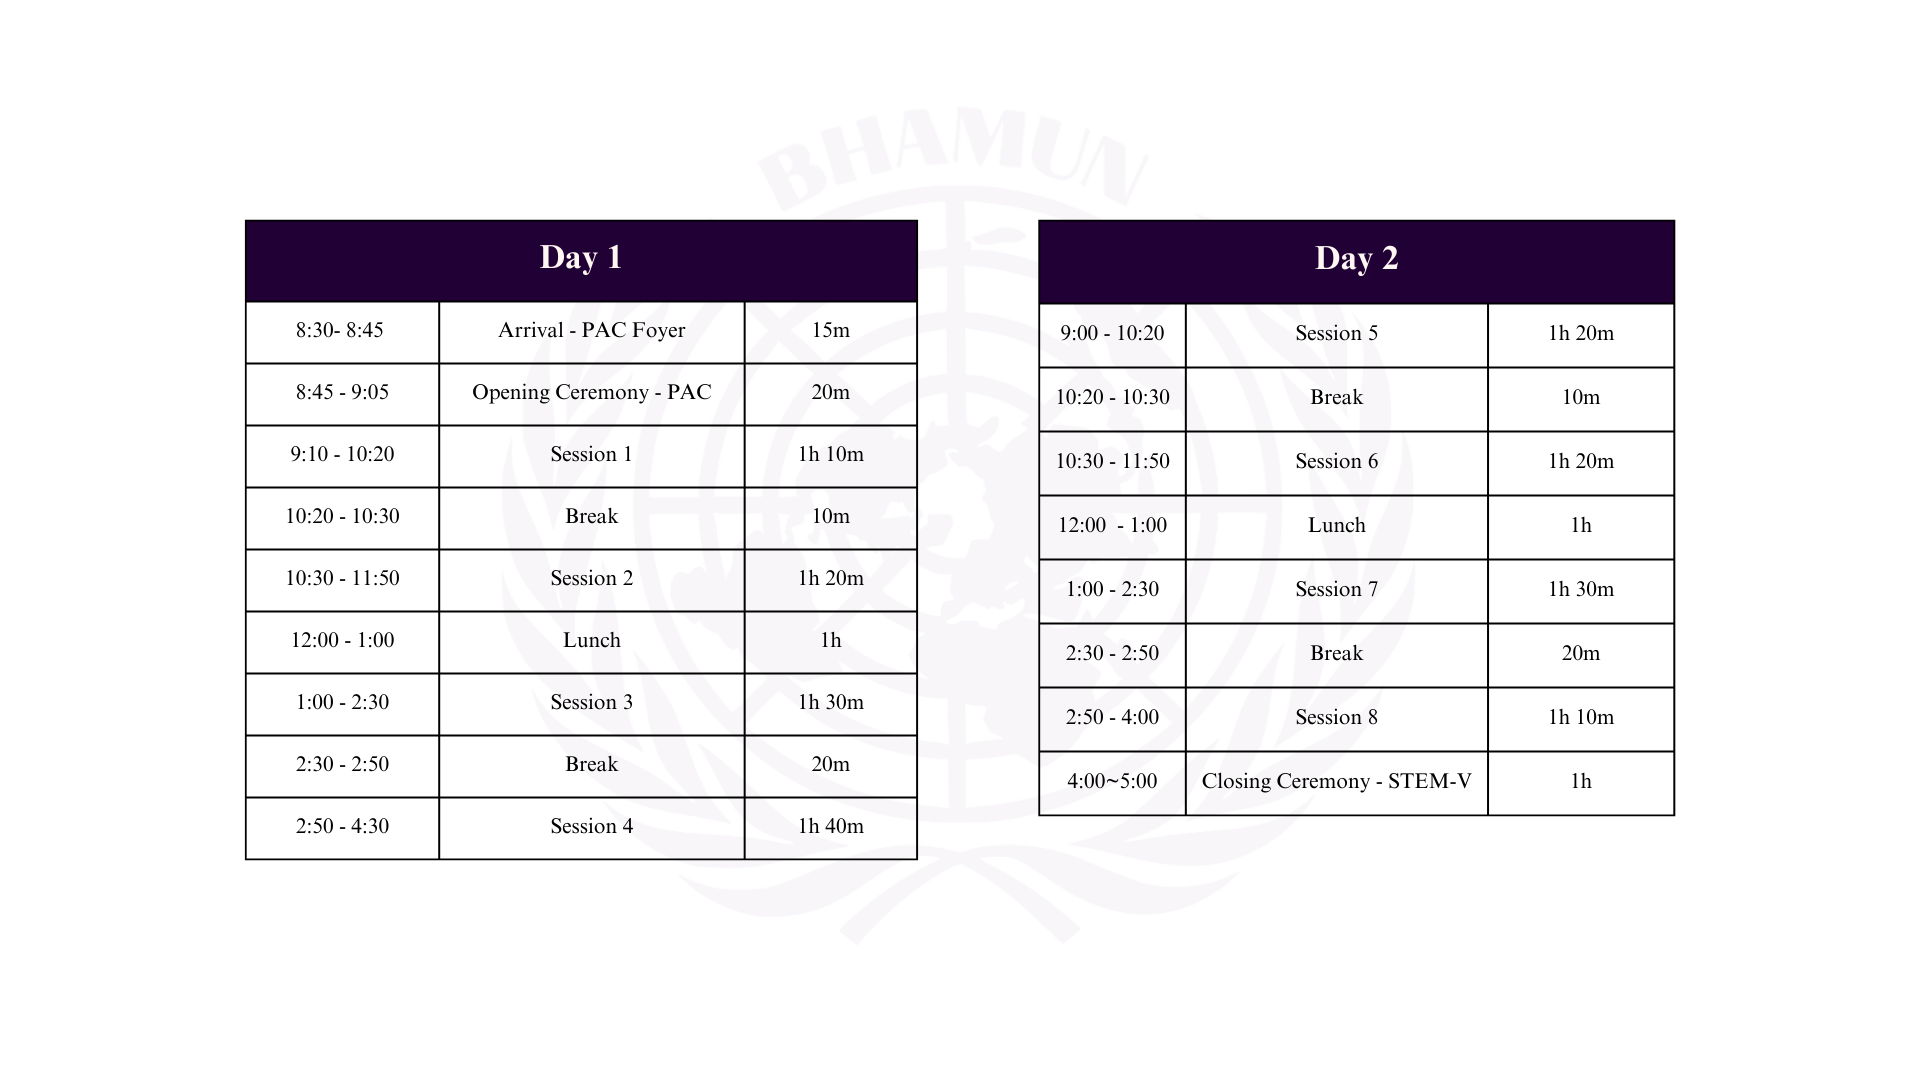 BHAMUN
Day 1
8:30- 8:45 Arrival - PAC Foyer 15m
8:45 - 9:05 Opening Ceremony - PAC 20m
9:10 - 10:20 Session 1 1h 10m
10:20 - 10:30 Break 10m
10:30 - 11:50 Session 2 1h 20m
12:00 - 1:00 Lunch 1h
1:00 - 2:30 Session 3 1h 30m
2:30 - 2:50 Break 20m
2:50 - 4:30 Session 4 1h 40m
Day 2
9:00 - 10:20 Session 5 1h 20m
10:20 - 10:30 Break 10m
10:30 - 11:50 Session 6 1h 20m
12:00  - 1:00 Lunch 1h
1:00 - 2:30 Session 7 1h 30m
2:30 - 2:50 Break 20m
2:50 - 4:00 Session 8 1h 10m
4:00~5:00 Closing Ceremony - STEM-V 1h